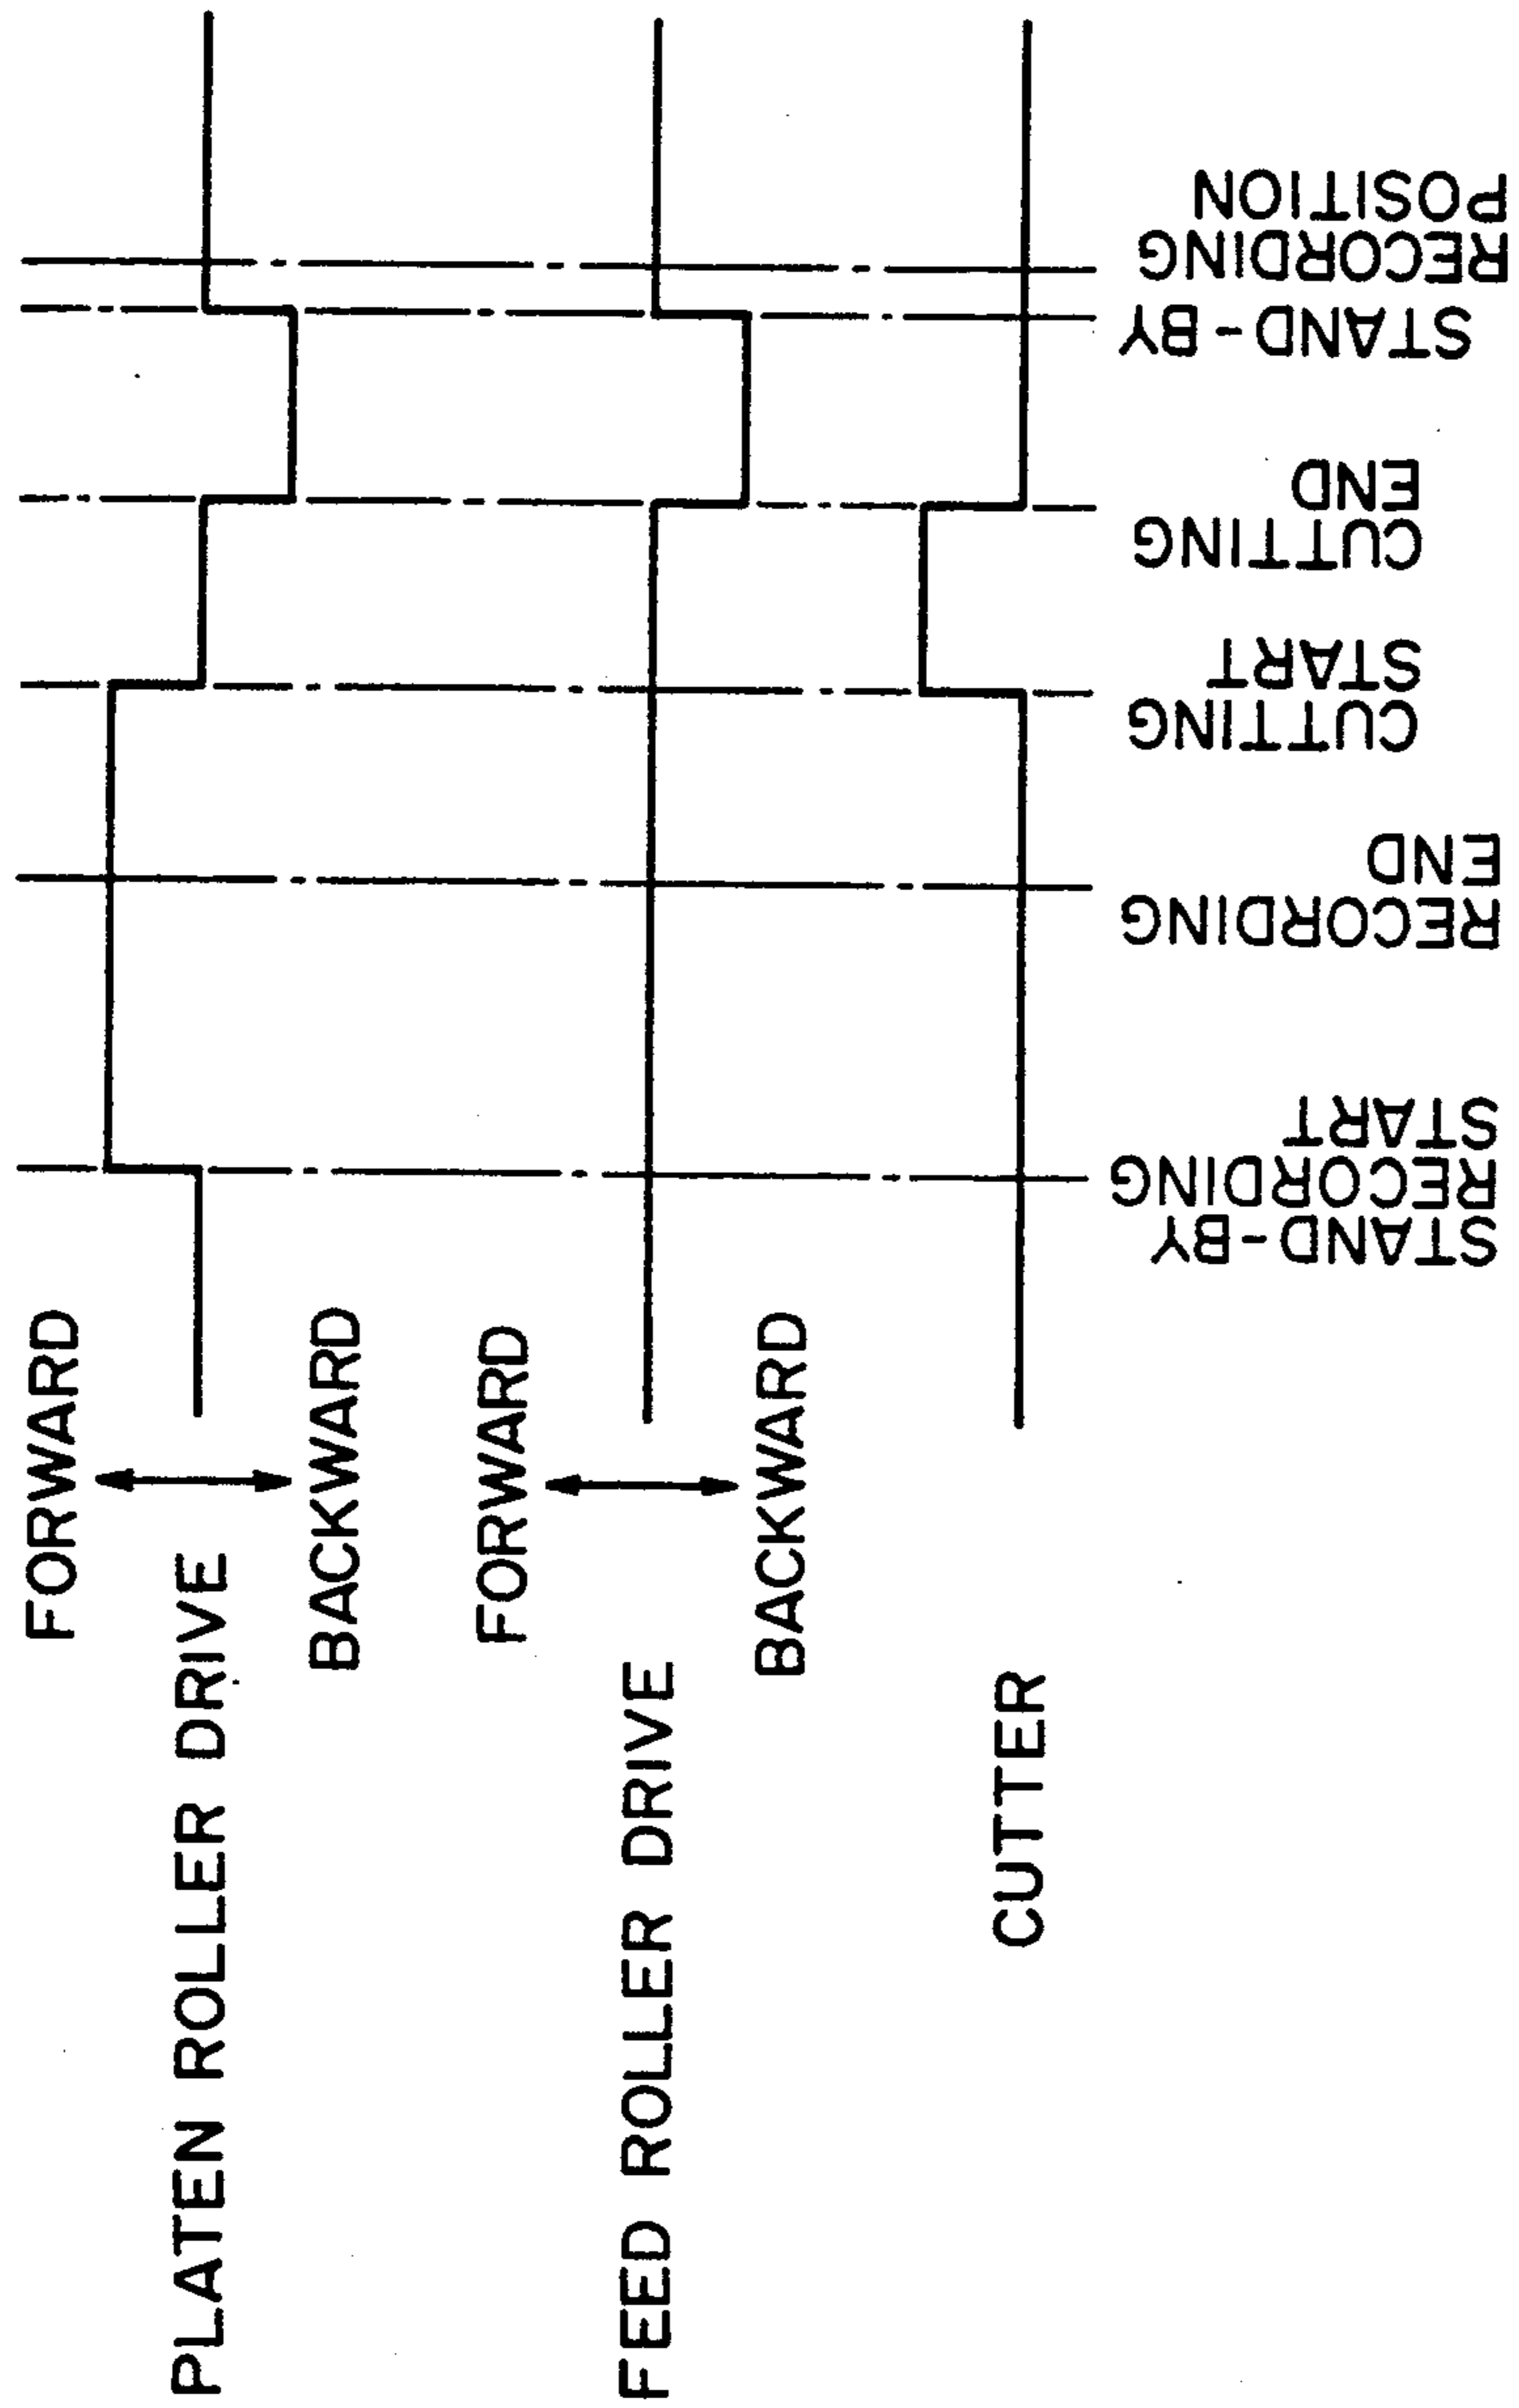 FORWARD
PLATEN ROLLER DRIVE
BACKWARD
FORWARD
FEED ROLLER DRIVE
BACKWARD
CUTTER
STAND-BY
RECORDING
START
RECORDING
END
CUTTING
START
CUTTING
END
STAND-BY
RECORDING
POSITION